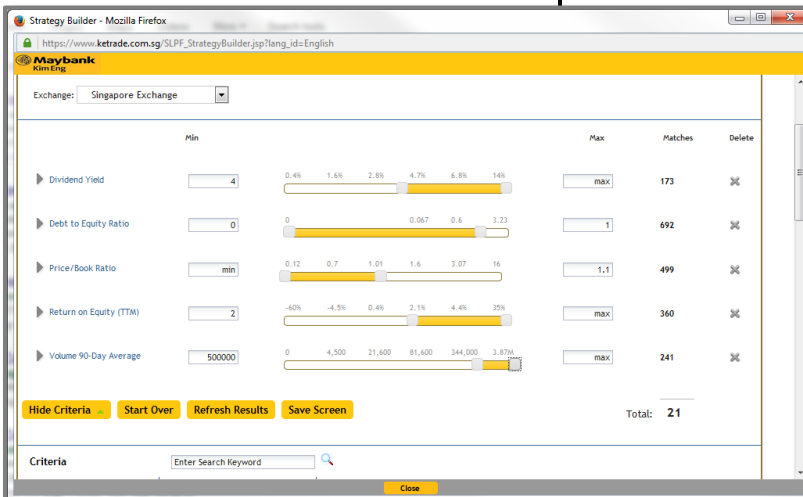 Strategy Builder - Mozilla Firefox
https://www.ketrade.com.sg/SLPF_StrategyBuilder.jsp?lang_id=English
Maybank
Kim Eng
Exchange: Singapore Exchange
Min Max Matches Delete
Dividend Yield 4 0.4% 1.6% 2.8% 4.7% 6.8% 14% max 173
Debt to Equity Ratio 0 0 0.067 0.6 3.23 1 692
Price/Book Ratio min 0.12 0.7 1.01 1.6 3.07 16 1.1 499
Return on Equity (TTM) 2 -60% -4.5% 0.4% 2.1% 4.4% 35% max 360
Volume 90-Day Average 500000 0 4,500 21,600 81,600 344,000 3.87M max 241
Hide Criteria Start Over Refresh Results Save Screen Total: 21
Criteria Enter Search Keyword
Close